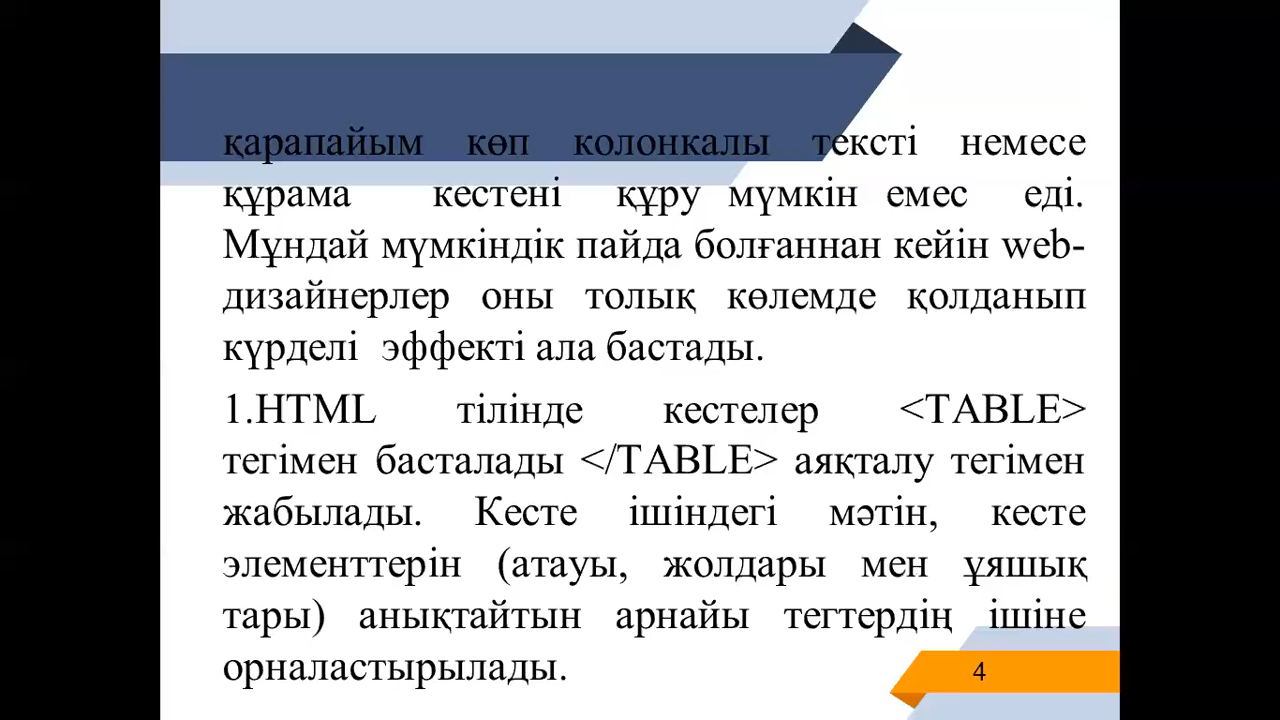 қарапайым көп колонкалы тексті немесе
құрама кестені құру мүмкін емес еді.
Мұндай мүмкіндік пайда болғаннан кейін web-
дизайнерлер оны толық көлемде қолданып
күрделі эффекті ала бастады.
1.HTML тілінде кестелер <TABLE>
тегімен басталады </TABLE> аяқталу тегімен
жабылады. Кесте ішіндегі мәтін, кесте
элементтерін (атауы, жолдары мен ұяшық
тары) анықтайтын арнайы тегтердің ішіне
орналастырылады.
4